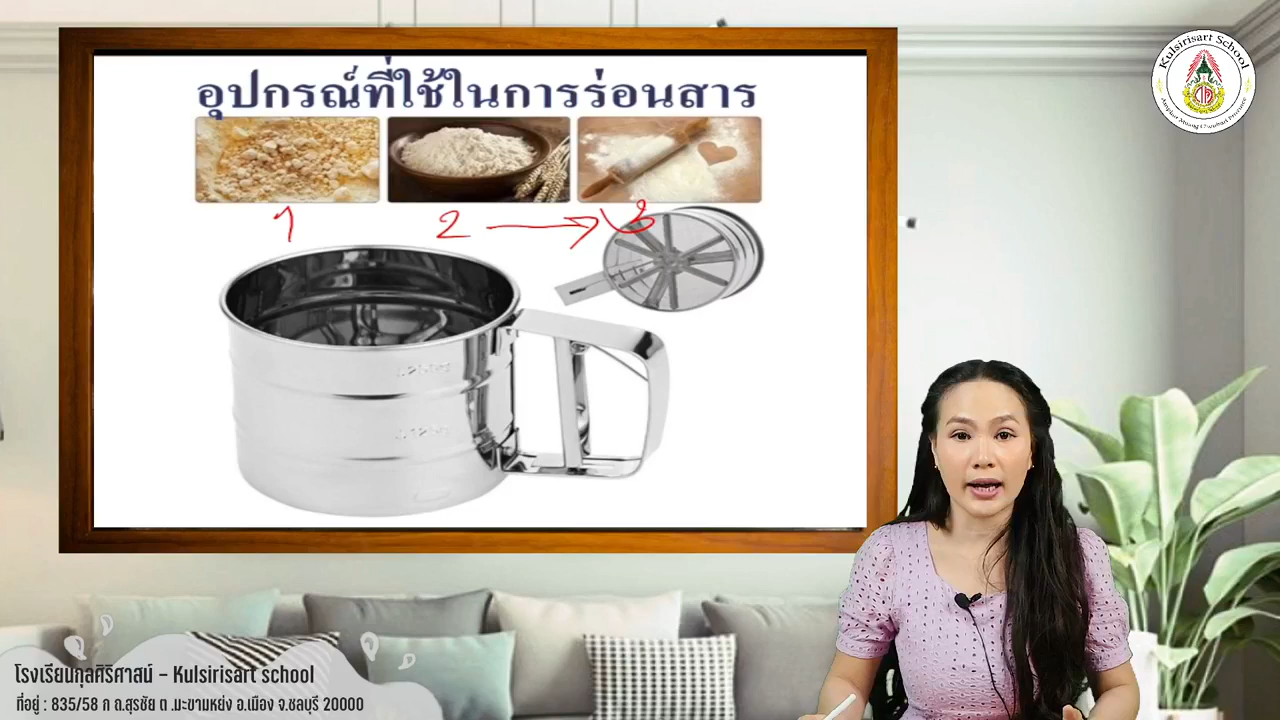 อุปกรณ์ที่ใช้ในการร่อนสาร
1
2
Kulsirisart School
โรงเรียนกุลศิริศาสน์ - Kulsirisart school
ที่อยู่ : 835/58 ก ถ.สุรชัย ต .มะขามหย่ง อ.เมือง จ.ชลบุรี 20000